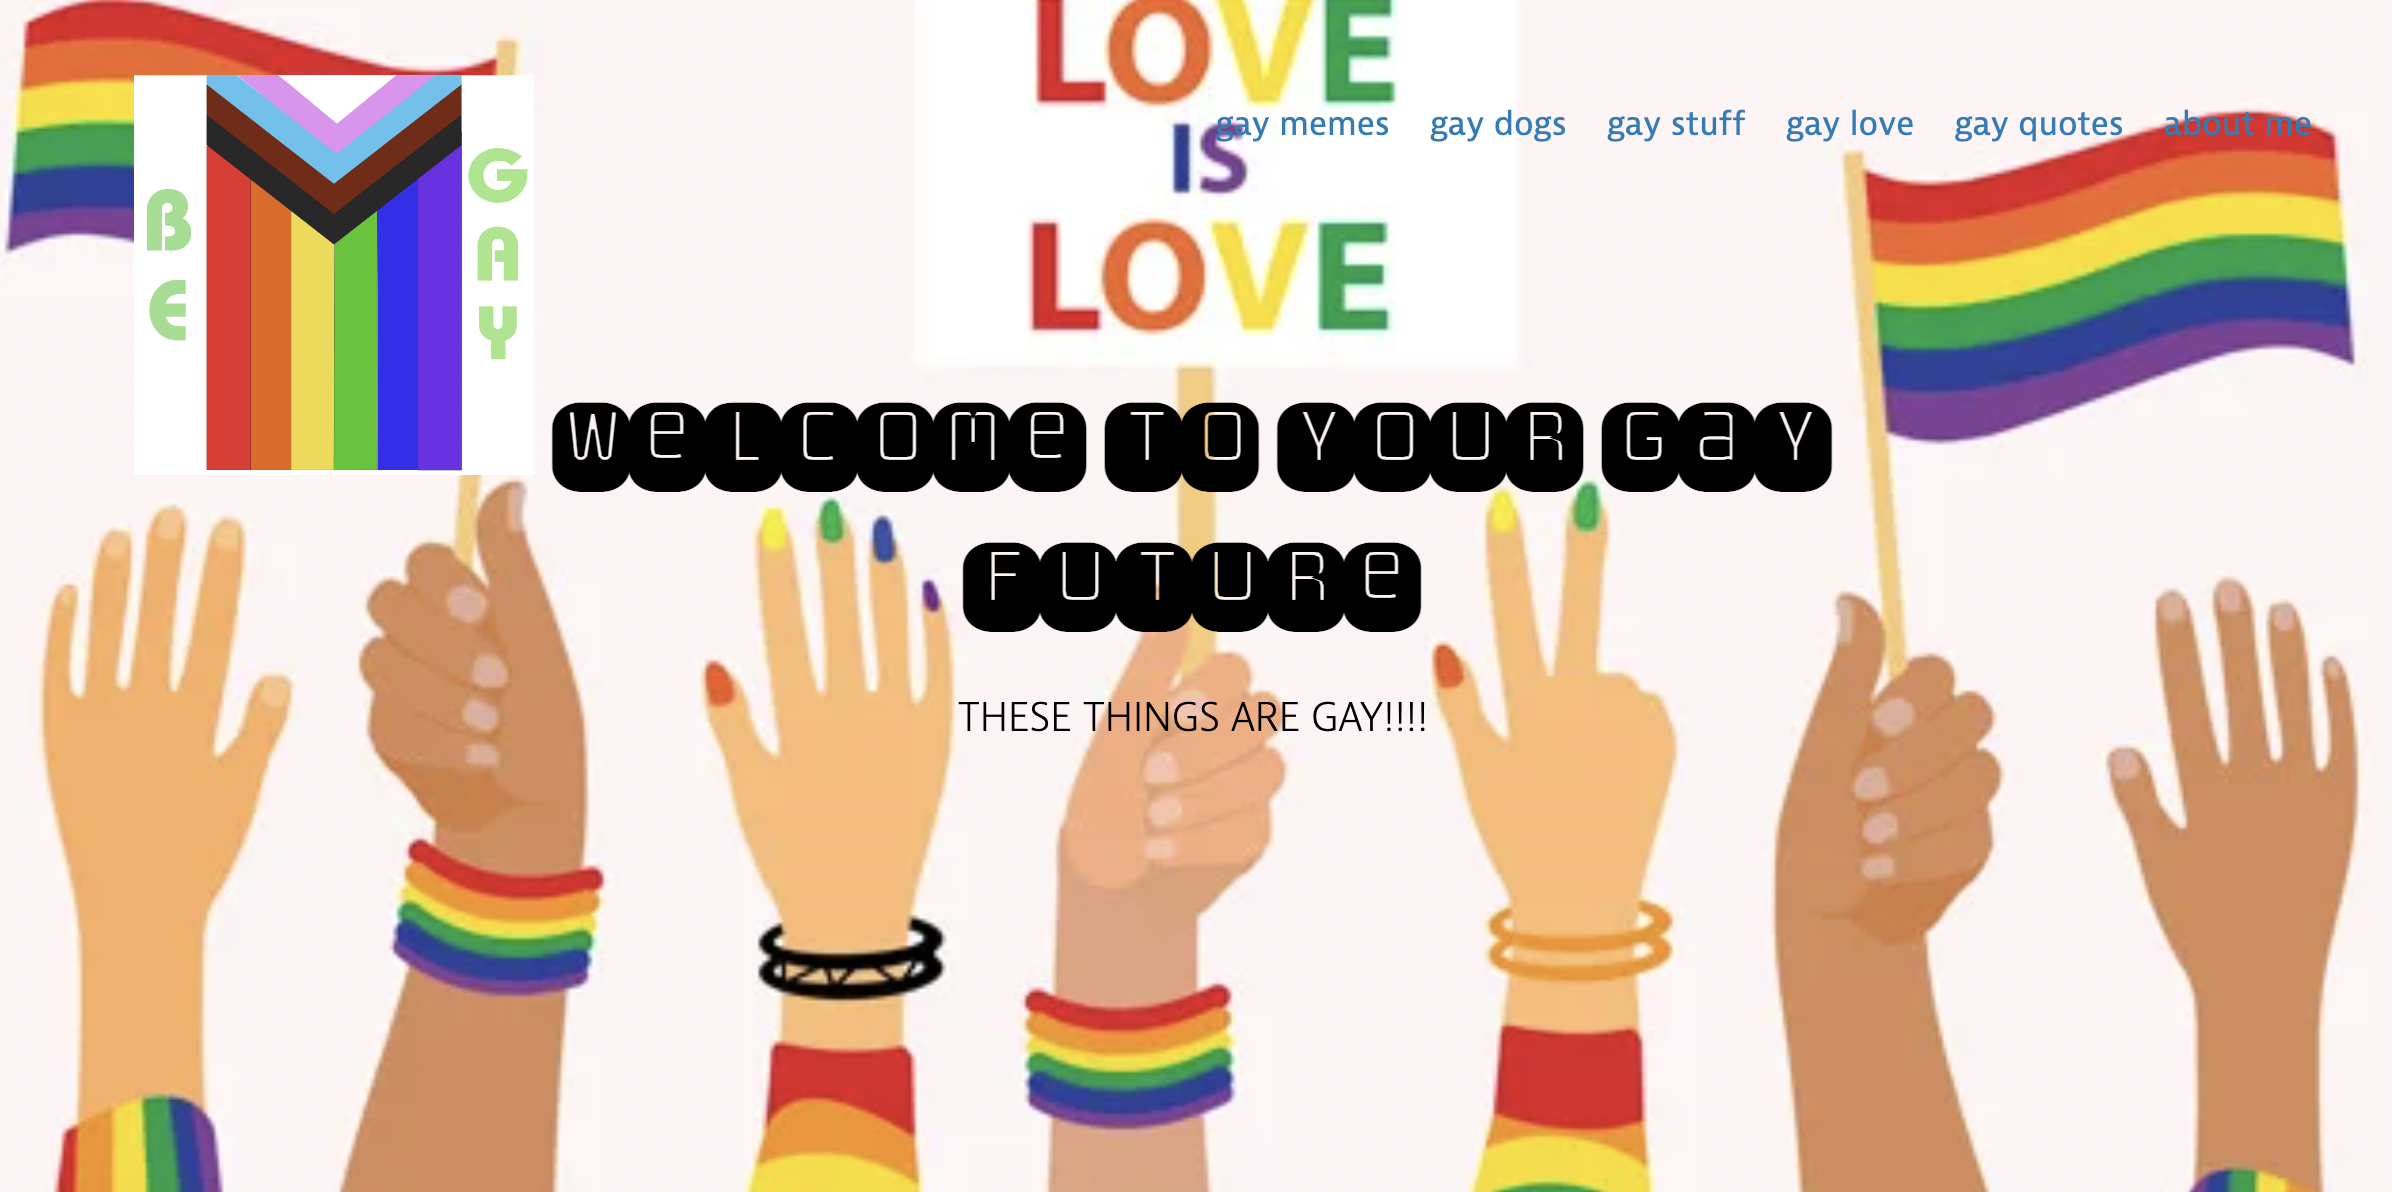 LOVE
IS
LOVE
BE
GAY
gay memes gay dogs gay stuff gay love gay quotes about me
WeLCOMe TO YOUR GaY
FUTURe
THESE THINGS ARE GAY!!!!